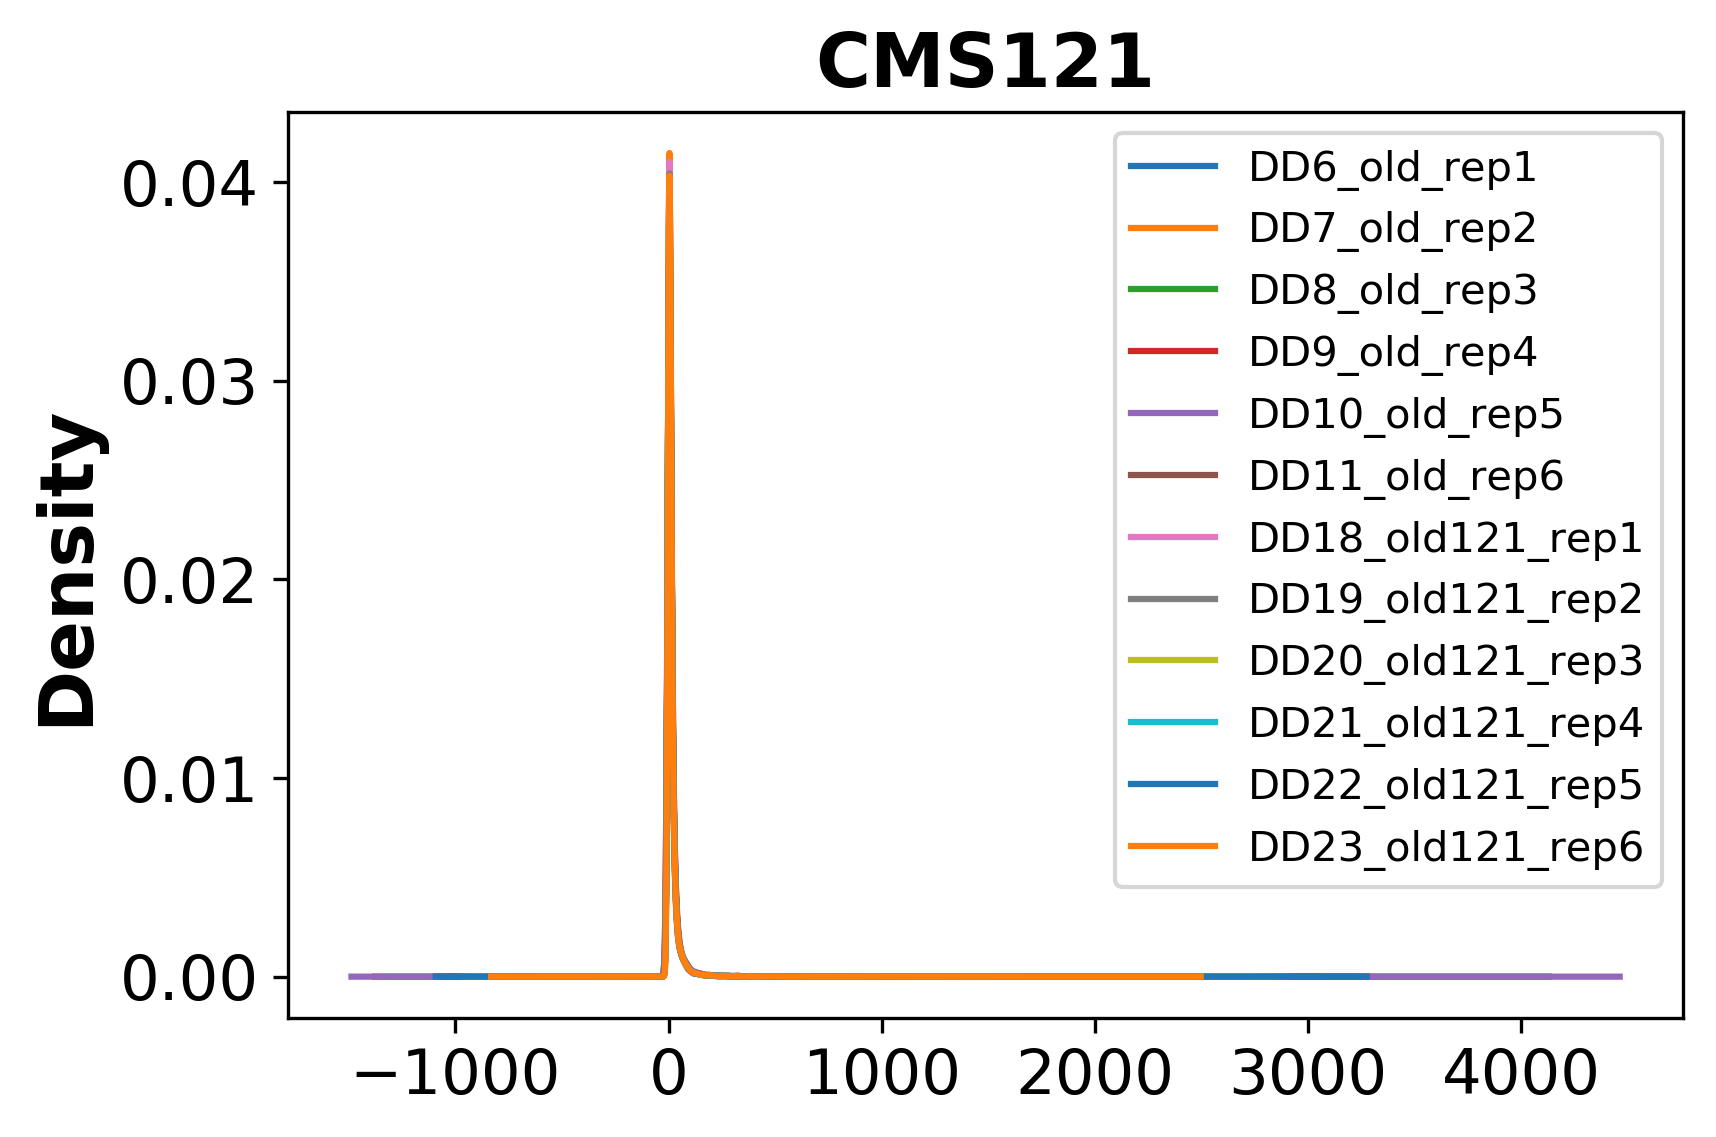 CMS121
Density
0.04
0.03
0.02
0.01
0.00
−1000
0
1000
2000
3000
4000
DD6_old_rep1
DD7_old_rep2
DD8_old_rep3
DD9_old_rep4
DD10_old_rep5
DD11_old_rep6
DD18_old121_rep1
DD19_old121_rep2
DD20_old121_rep3
DD21_old121_rep4
DD22_old121_rep5
DD23_old121_rep6